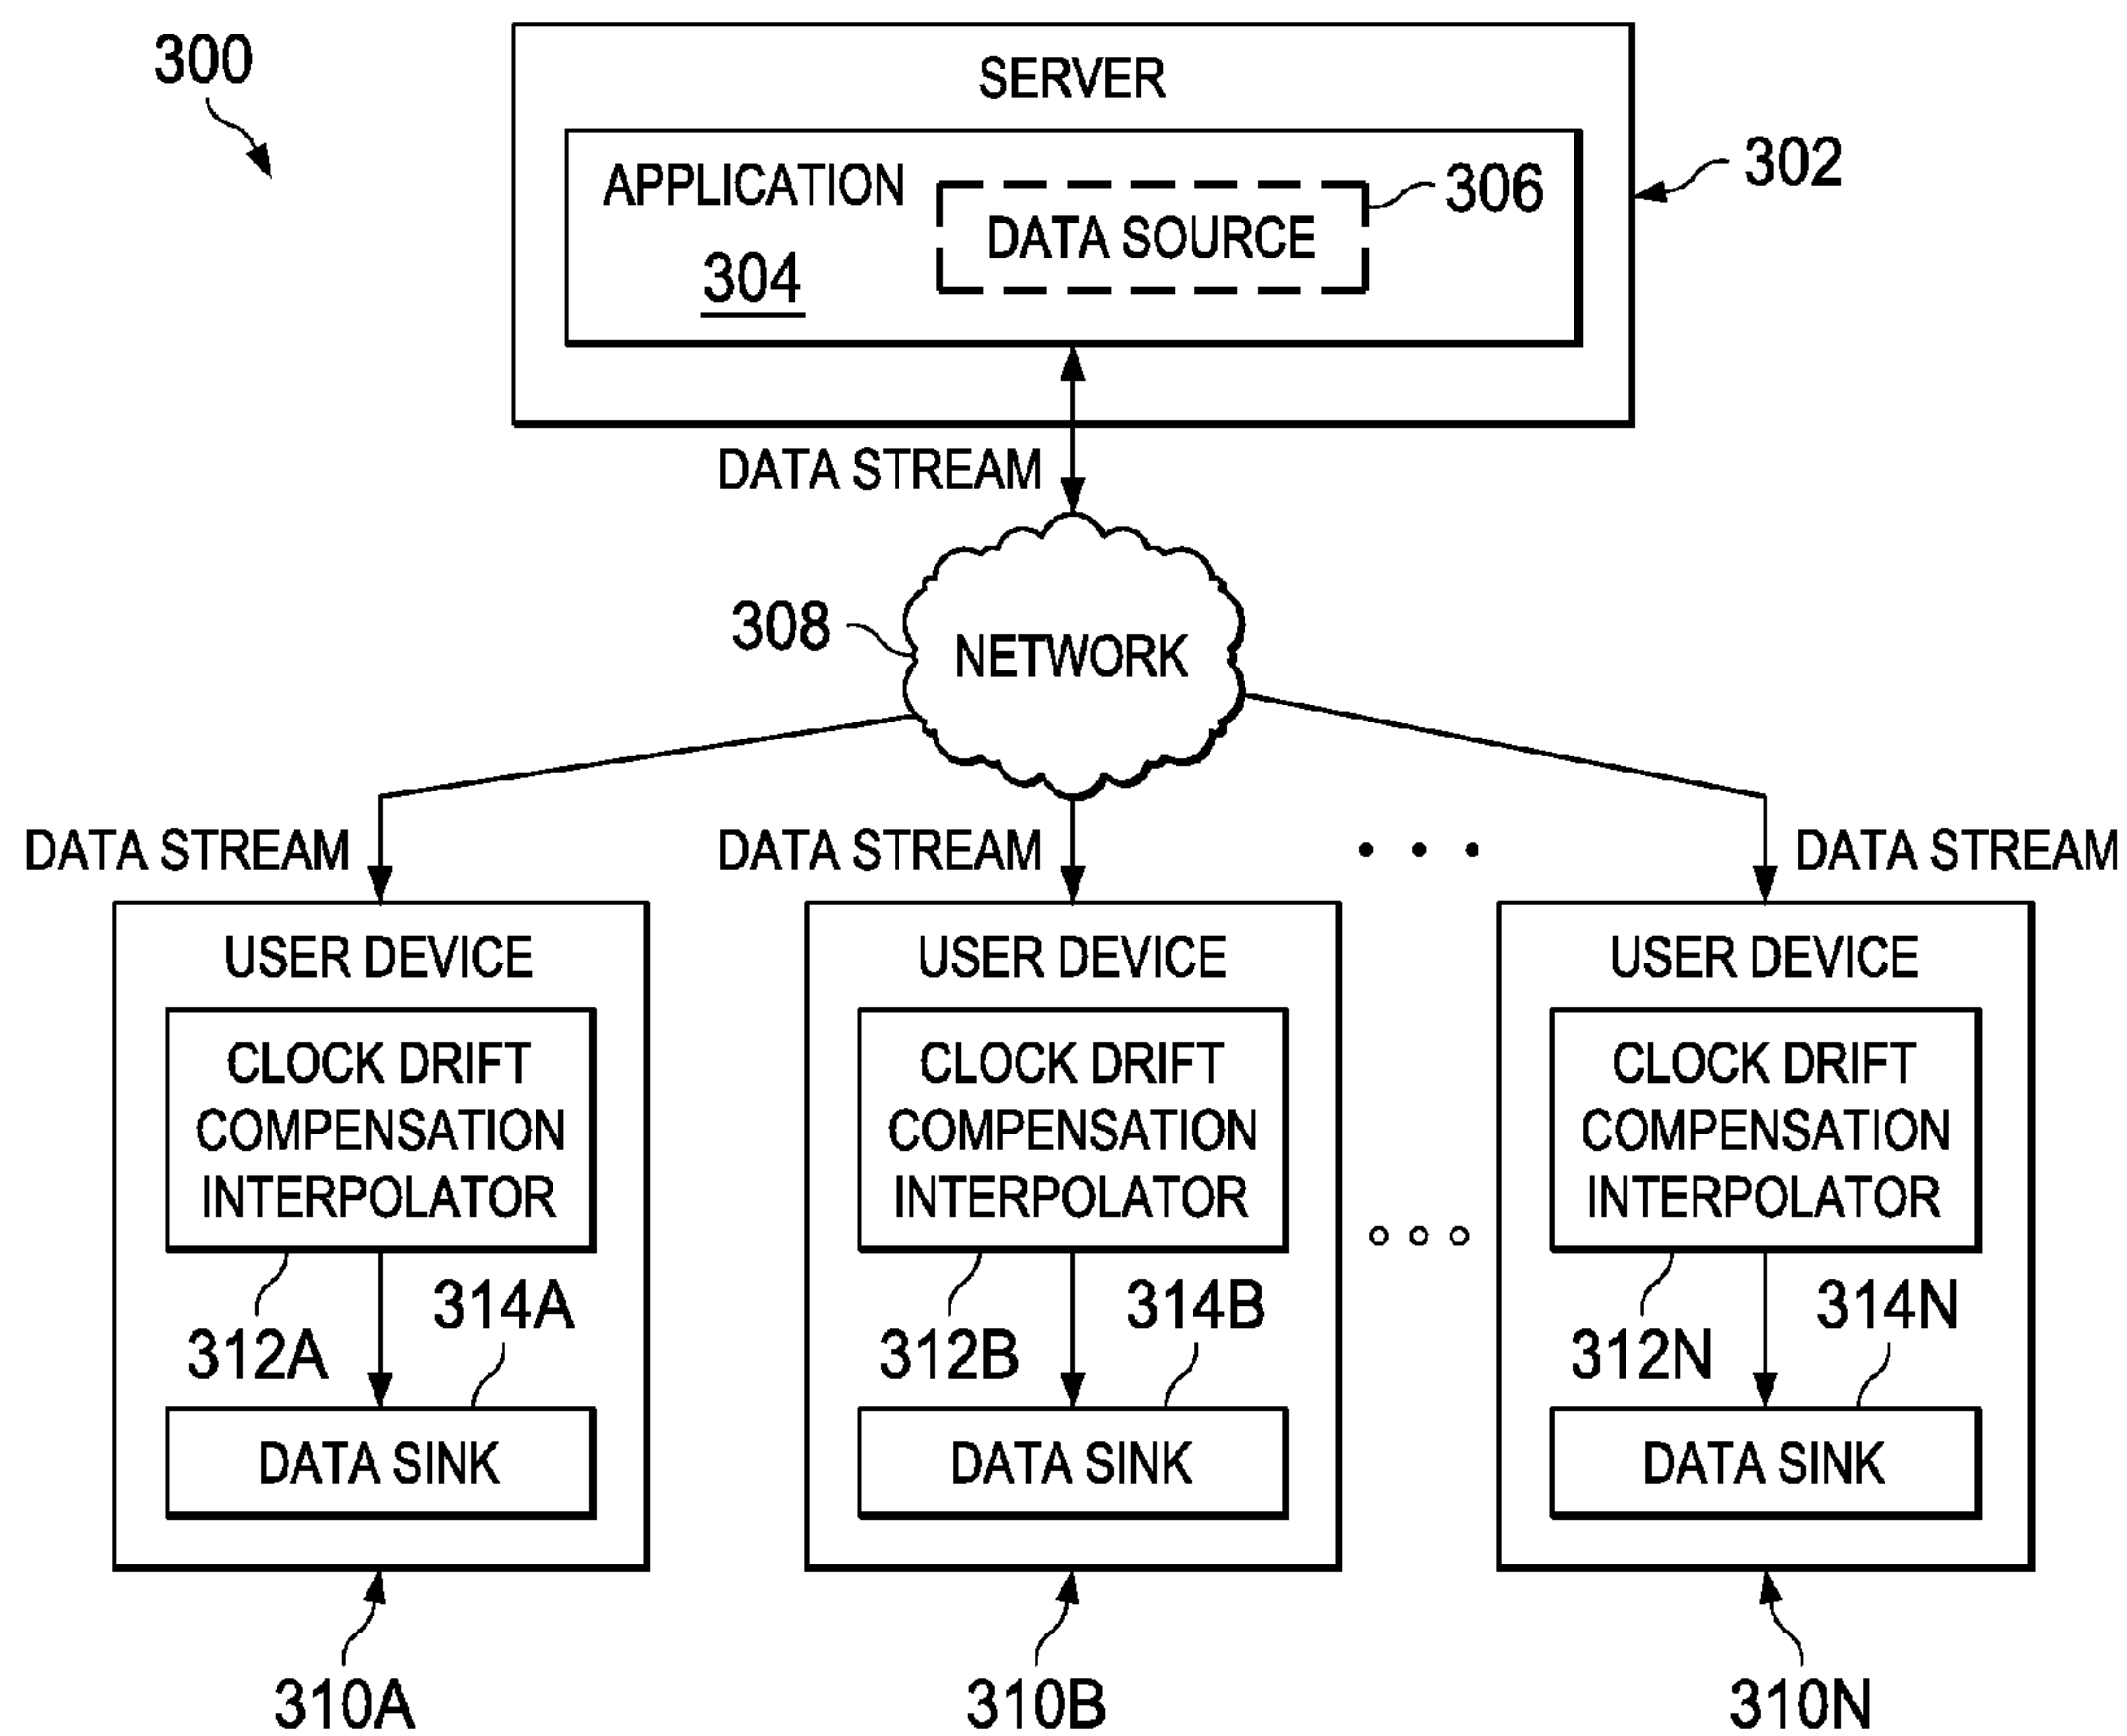 300
SERVER
302
APPLICATION
306
DATA SOURCE
304
DATA STREAM
308
NETWORK
DATA STREAM
DATA STREAM
DATA STREAM
USER DEVICE
CLOCK DRIFT
COMPENSATION
INTERPOLATOR
312A
314A
DATA SINK
310A
USER DEVICE
CLOCK DRIFT
COMPENSATION
INTERPOLATOR
312B
314B
DATA SINK
310B
USER DEVICE
CLOCK DRIFT
COMPENSATION
INTERPOLATOR
312N
314N
DATA SINK
310N